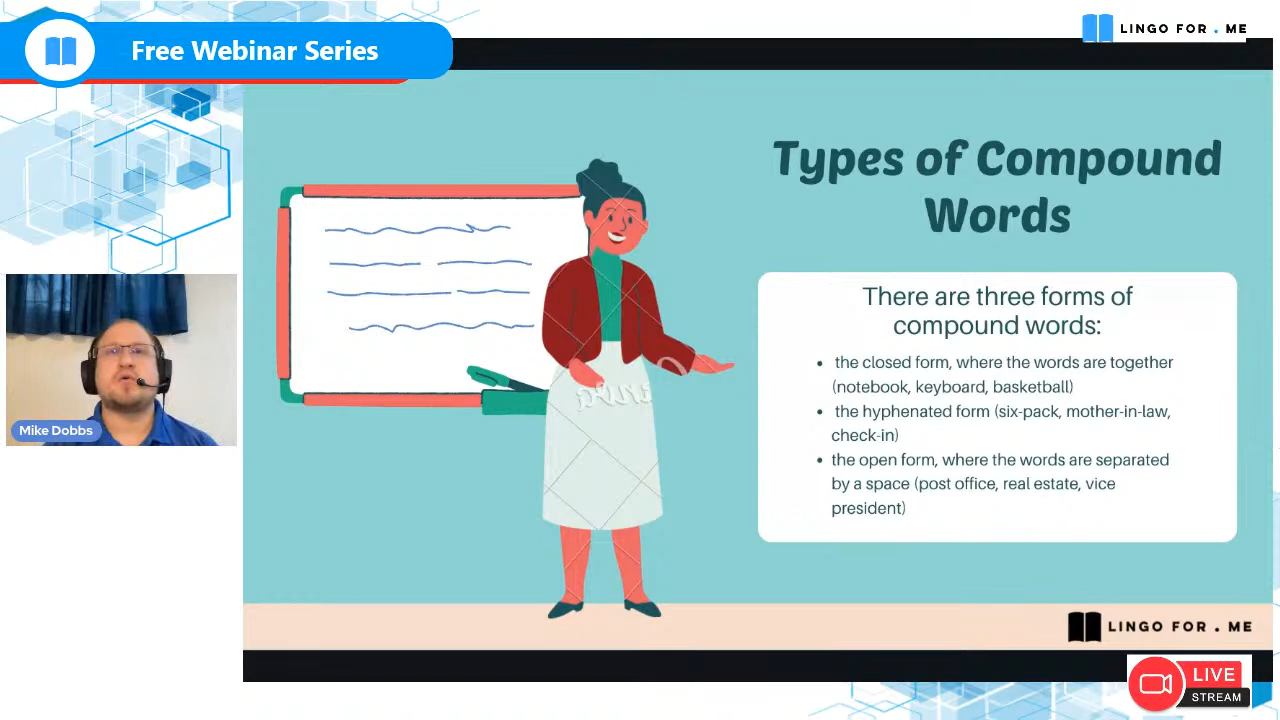 Free Webinar Series
LINGO FOR . ME
Types of Compound
Words
There are three forms of
compound words:
• the closed form, where the words are together
(notebook, keyboard, basketball)
• the hyphenated form (six-pack, mother-in-law,
check-in)
• the open form, where the words are separated
by a space (post office, real estate, vice
president)
Mike Dobbs
LINGO FOR . ME
LIVE
STREAM